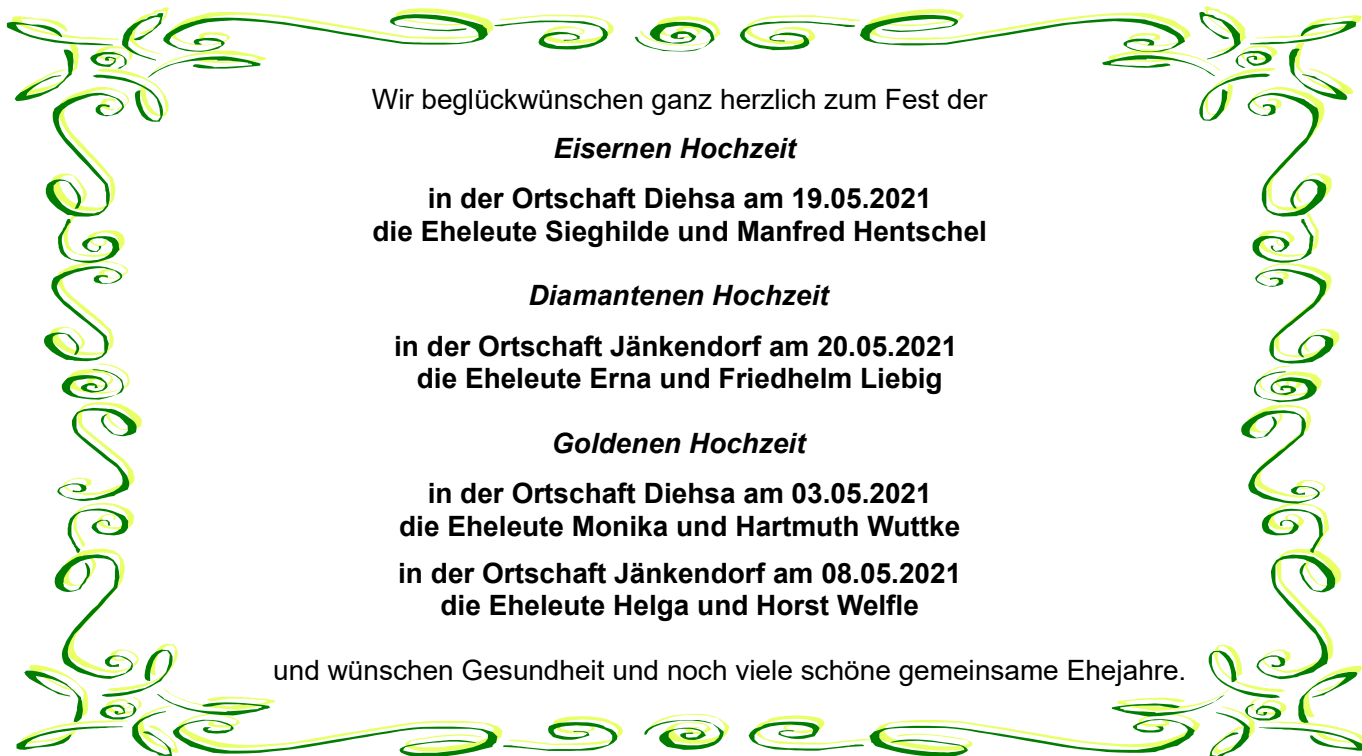 Wir beglückwünschen ganz herzlich zum Fest der
Eisernen Hochzeit
in der Ortschaft Diehsa am 19.05.2021
die Eheleute Sieghilde und Manfred Hentschel
Diamantenen Hochzeit
in der Ortschaft Jänkendorf am 20.05.2021
die Eheleute Erna und Friedhelm Liebig
Goldenen Hochzeit
in der Ortschaft Diehsa am 03.05.2021
die Eheleute Monika und Hartmuth Wuttke
in der Ortschaft Jänkendorf am 08.05.2021
die Eheleute Helga und Horst Welfle
und wünschen Gesundheit und noch viele schöne gemeinsame Ehejahre.